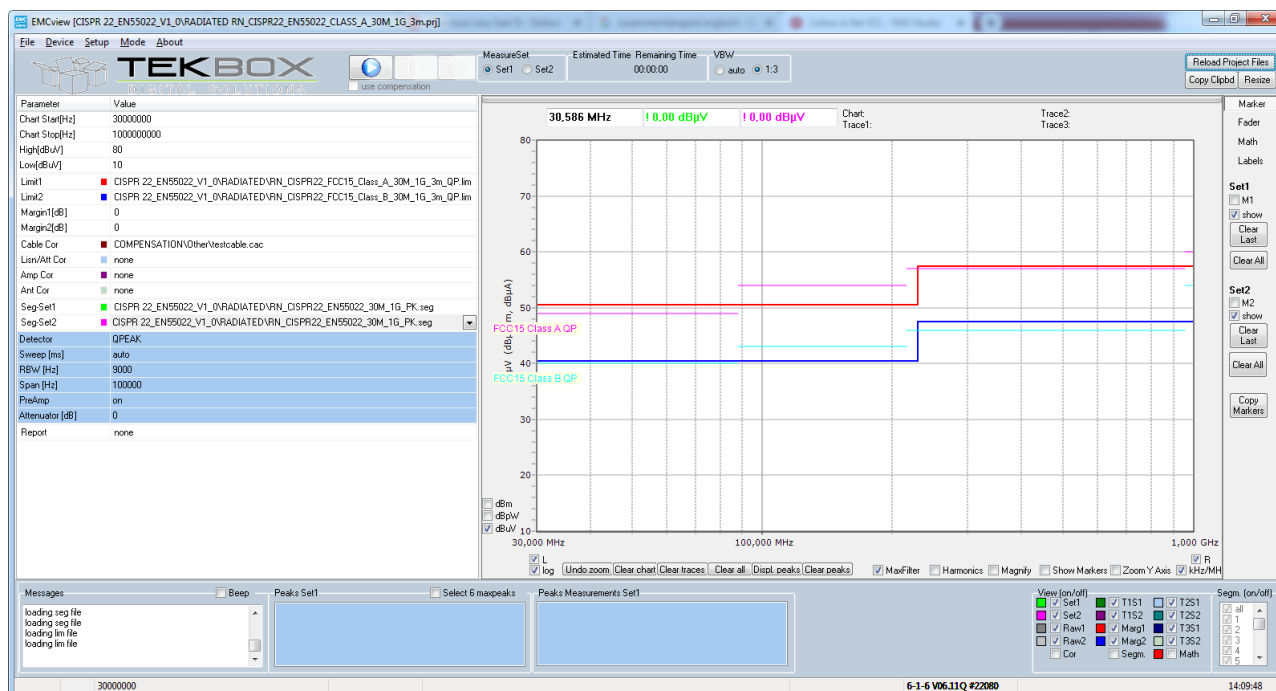 EMCview [CISPR 22_EN55022_V1_0\RADIATED RN_CISPR22_EN55022_CLASS_A_30M_1G_3m.prj]
File Device Setup Mode About
TEKBOX
DIGITAL SOLUTIONS
use compensation
MeasureSet
Set1 Set2
Estimated Time Remaining Time
00:00:00
VBW
auto 1:3
Reload Project Files
Copy Clipbd Resize
Parameter Value
Chart Start[Hz] 30000000
Chart Stop[Hz] 1000000000
High[dBuV] 80
Low[dBuV] 10
Limit1 CISPR 22_EN55022_V1_0\RADIATED\RN_CISPR22_FCC15_Class_A_30M_1G_3m_QP.lim
Limit2 CISPR 22_EN55022_V1_0\RADIATED\RN_CISPR22_FCC15_Class_B_30M_1G_3m_QP.lim
Margin1[dB] 0
Margin2[dB] 0
Cable Cor COMPENSATION\Other\testcable.cac
Lisn/Att Cor none
Amp Cor none
Ant Cor none
Seg-Set1 CISPR 22_EN55022_V1_0\RADIATED\RN_CISPR22_EN55022_30M_1G_PK.seg
Seg-Set2 CISPR 22_EN55022_V1_0\RADIATED\RN_CISPR22_EN55022_30M_1G_PK.seg
Detector QPEAK
Sweep [ms] auto
RBW [Hz] 9000
Span [Hz] 100000
PreAmp on
Attenuator [dB] 0
Report none
30,586 MHz ! 0,00 dBµV ! 0,00 dBµV
Chart: Trace2:
Trace1: Trace3:
80
70
60
50
FCC15 Class A QP
40
FCC15 Class B QP
30
20
10
30,000 MHz 100,000 MHz 1,000 GHz
dBm
dBpW
dBuV
L
log
Undo zoom Clear chart Clear traces Clear all Displ. peaks Clear peaks
MaxFilter Harmonics Magnify Show Markers Zoom Y Axis kHz/MH
R
Marker
Fader
Math
Labels
Set1
M1
show
Clear Last
Clear All
Set2
M2
show
Clear Last
Clear All
Copy Markers
Messages Beep
loading seg file
loading seg file
loading lim file
loading lim file
Peaks Set1 Select 6 maxpeaks
Peaks Measurements Set1
View (on/off)
Set1 T1S1 T2S1
Set2 T1S2 T2S2
Raw1 Marg1 T3S1
Raw2 Marg2 T3S2
Cor Segm. Math
Segm. (on/off)
all
1
2
3
4
5
30000000 6-1-6 V06.11Q #22080 14:09:48